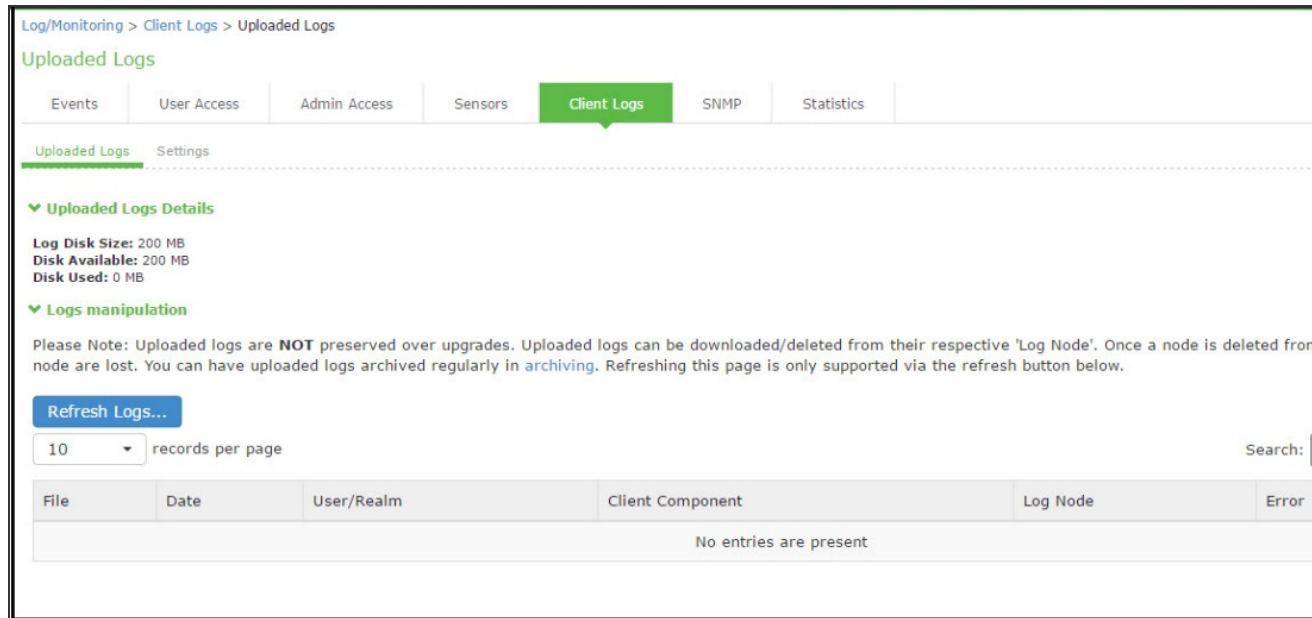 Log/Monitoring > Client Logs > Uploaded Logs
Uploaded Logs
Events User Access Admin Access Sensors Client Logs SNMP Statistics
Uploaded Logs Settings
Uploaded Logs Details
Log Disk Size: 200 MB
Disk Available: 200 MB
Disk Used: 0 MB
Logs manipulation
Please Note: Uploaded logs are NOT preserved over upgrades. Uploaded logs can be downloaded/deleted from their respective 'Log Node'. Once a node is deleted from
node are lost. You can have uploaded logs archived regularly in archiving. Refreshing this page is only supported via the refresh button below.
Refresh Logs...
10 records per page Search:
File Date User/Realm Client Component Log Node Error
No entries are present